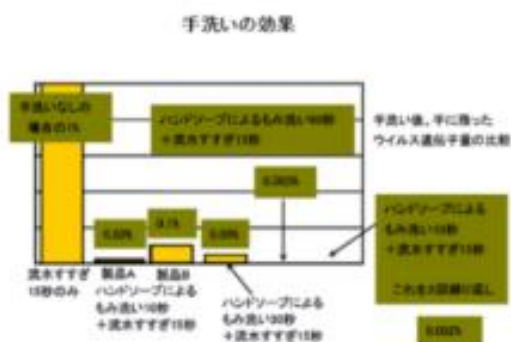 手洗いの効果
手洗いなしの
場合の1%
ハンドソープによるもみ洗い60秒
＋流水すすぎ15秒
手洗い後、手に残った
ウイルス遺伝子量の比較
ハンドソープによる
もみ洗い10秒
＋流水すすぎ15秒
これを2回繰り返し
流水すすぎ
15秒のみ
製品A
製品B
ハンドソープによる
もみ洗い10秒
＋流水すすぎ15秒
ハンドソープによる
もみ洗い30秒
＋流水すすぎ15秒